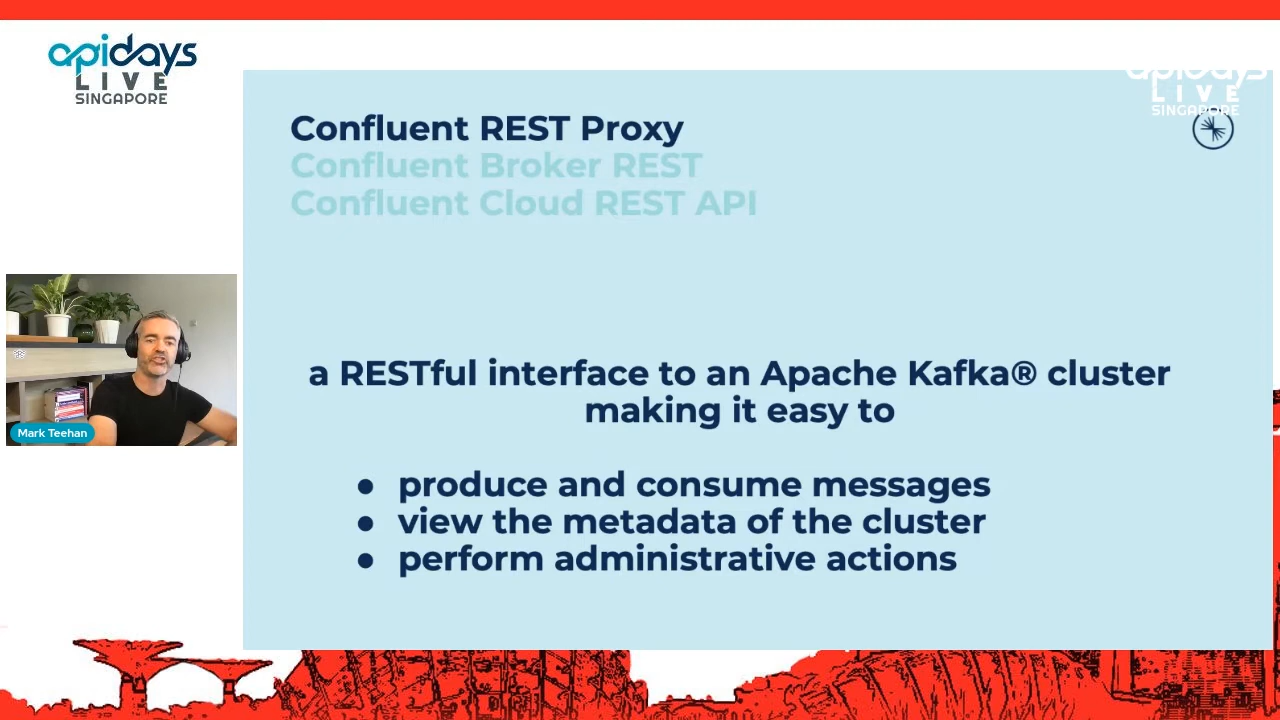 apidays
LIVE
SINGAPORE
apidays
LIVE
SINGAPORE
Confluent REST Proxy
Confluent Broker REST
Confluent Cloud REST API
a RESTful interface to an Apache Kafka® cluster
making it easy to
● produce and consume messages
● view the metadata of the cluster
● perform administrative actions
Mark Teehan